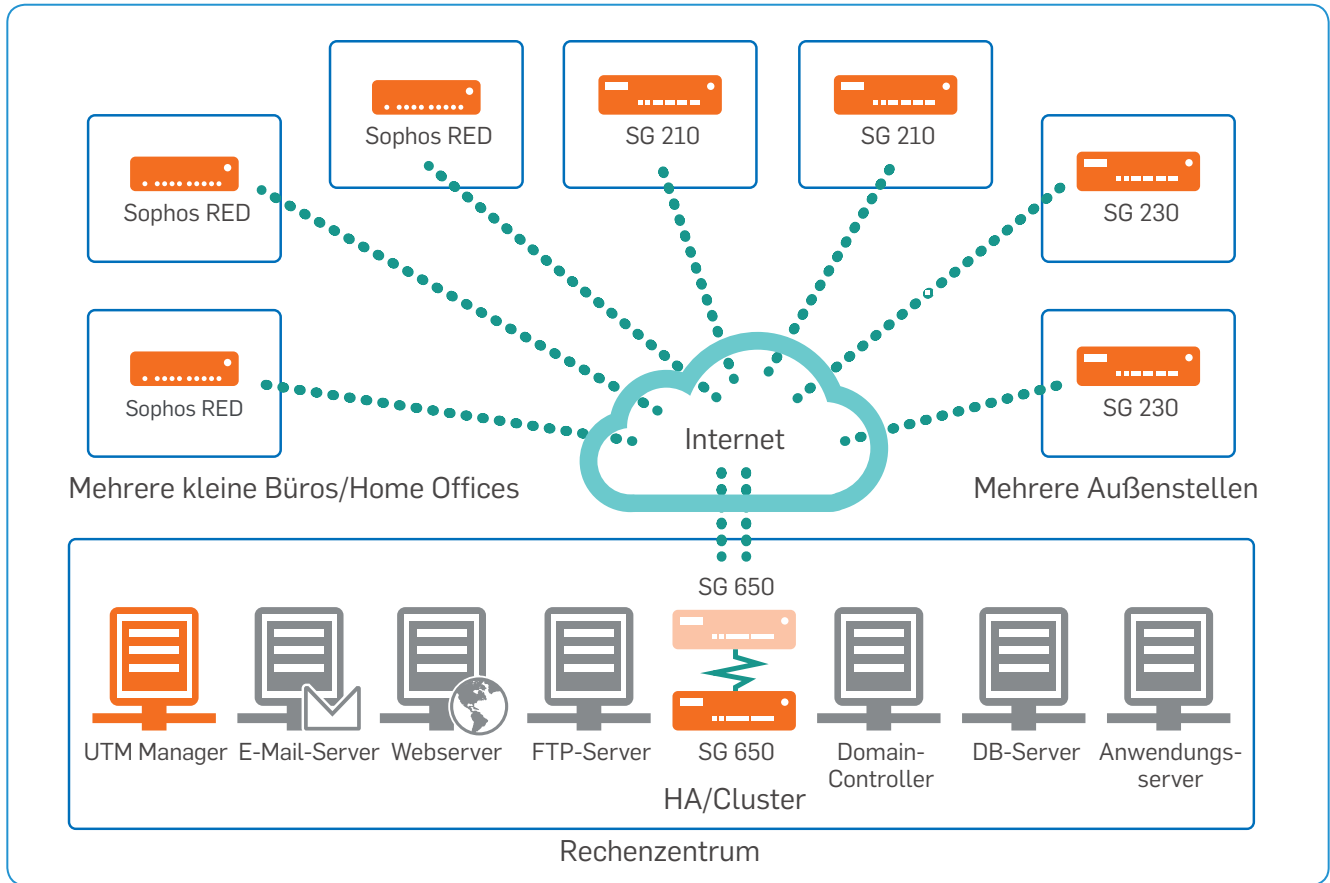 Sophos RED
SG 210
SG 210
Sophos RED
SG 230
Sophos RED
SG 230
Internet
Mehrere kleine Büros/Home Offices
Mehrere Außenstellen
SG 650
UTM Manager
E-Mail-Server
Webserver
FTP-Server
SG 650
Domain-
Controller
DB-Server
Anwendungs-
server
HA/Cluster
Rechenzentrum